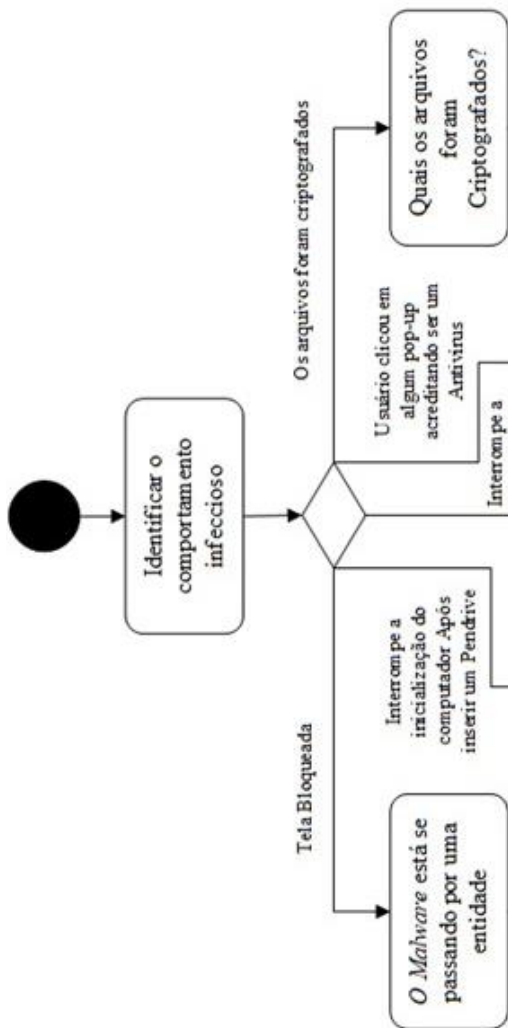 Identificar o
comportamento
infeccioso
Tela Bloqueada
Os arquivos foram criptografados
O Malware está se
passando por uma
entidade
Interrompe a
inicialização do
computador Após
inserir um Pendrive
Interrompe a
Usuário clicou em
algum pop-up
acreditando ser um
Antivirus
Quais os arquivos
foram
Criptografados?